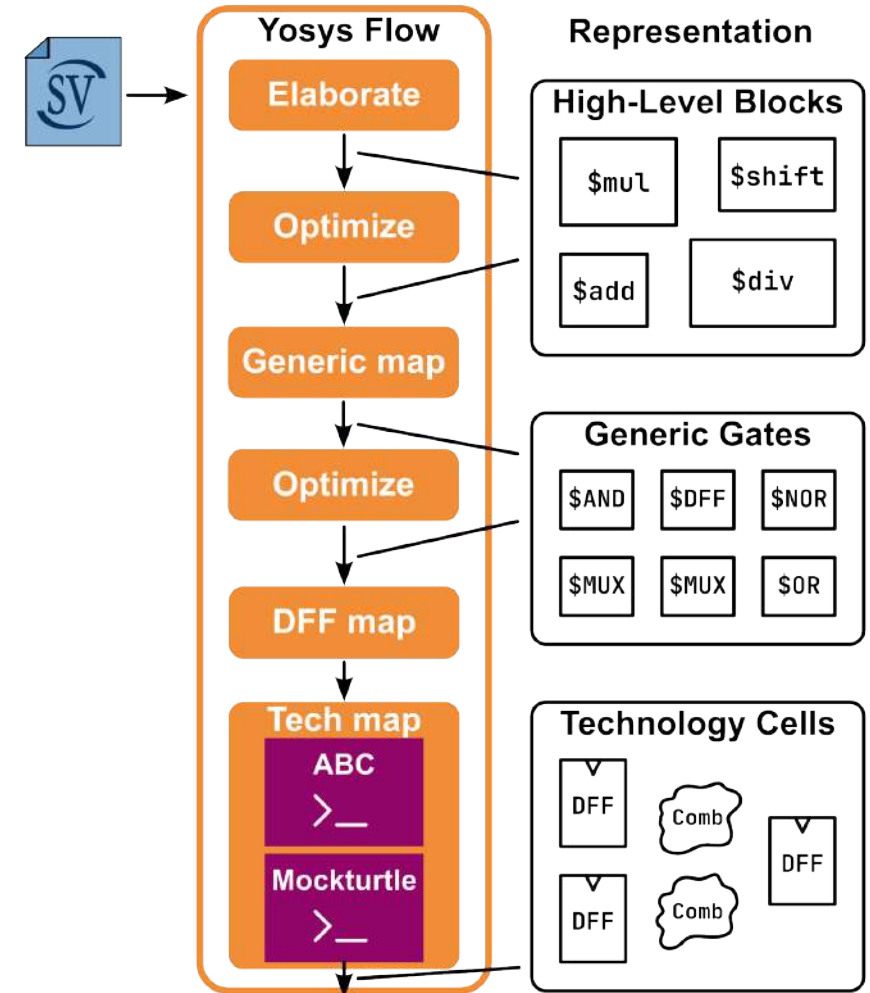 Yosys Flow
Representation
SV
Elaborate
Optimize
Generic map
Optimize
DFF map
Tech map
ABC
>_
Mockturtle
>_
High-Level Blocks
$mul
$shift
$add
$div
Generic Gates
$AND
$DFF
$NOR
$MUX
$MUX
$OR
Technology Cells
DFF
Comb
DFF
DFF
Comb